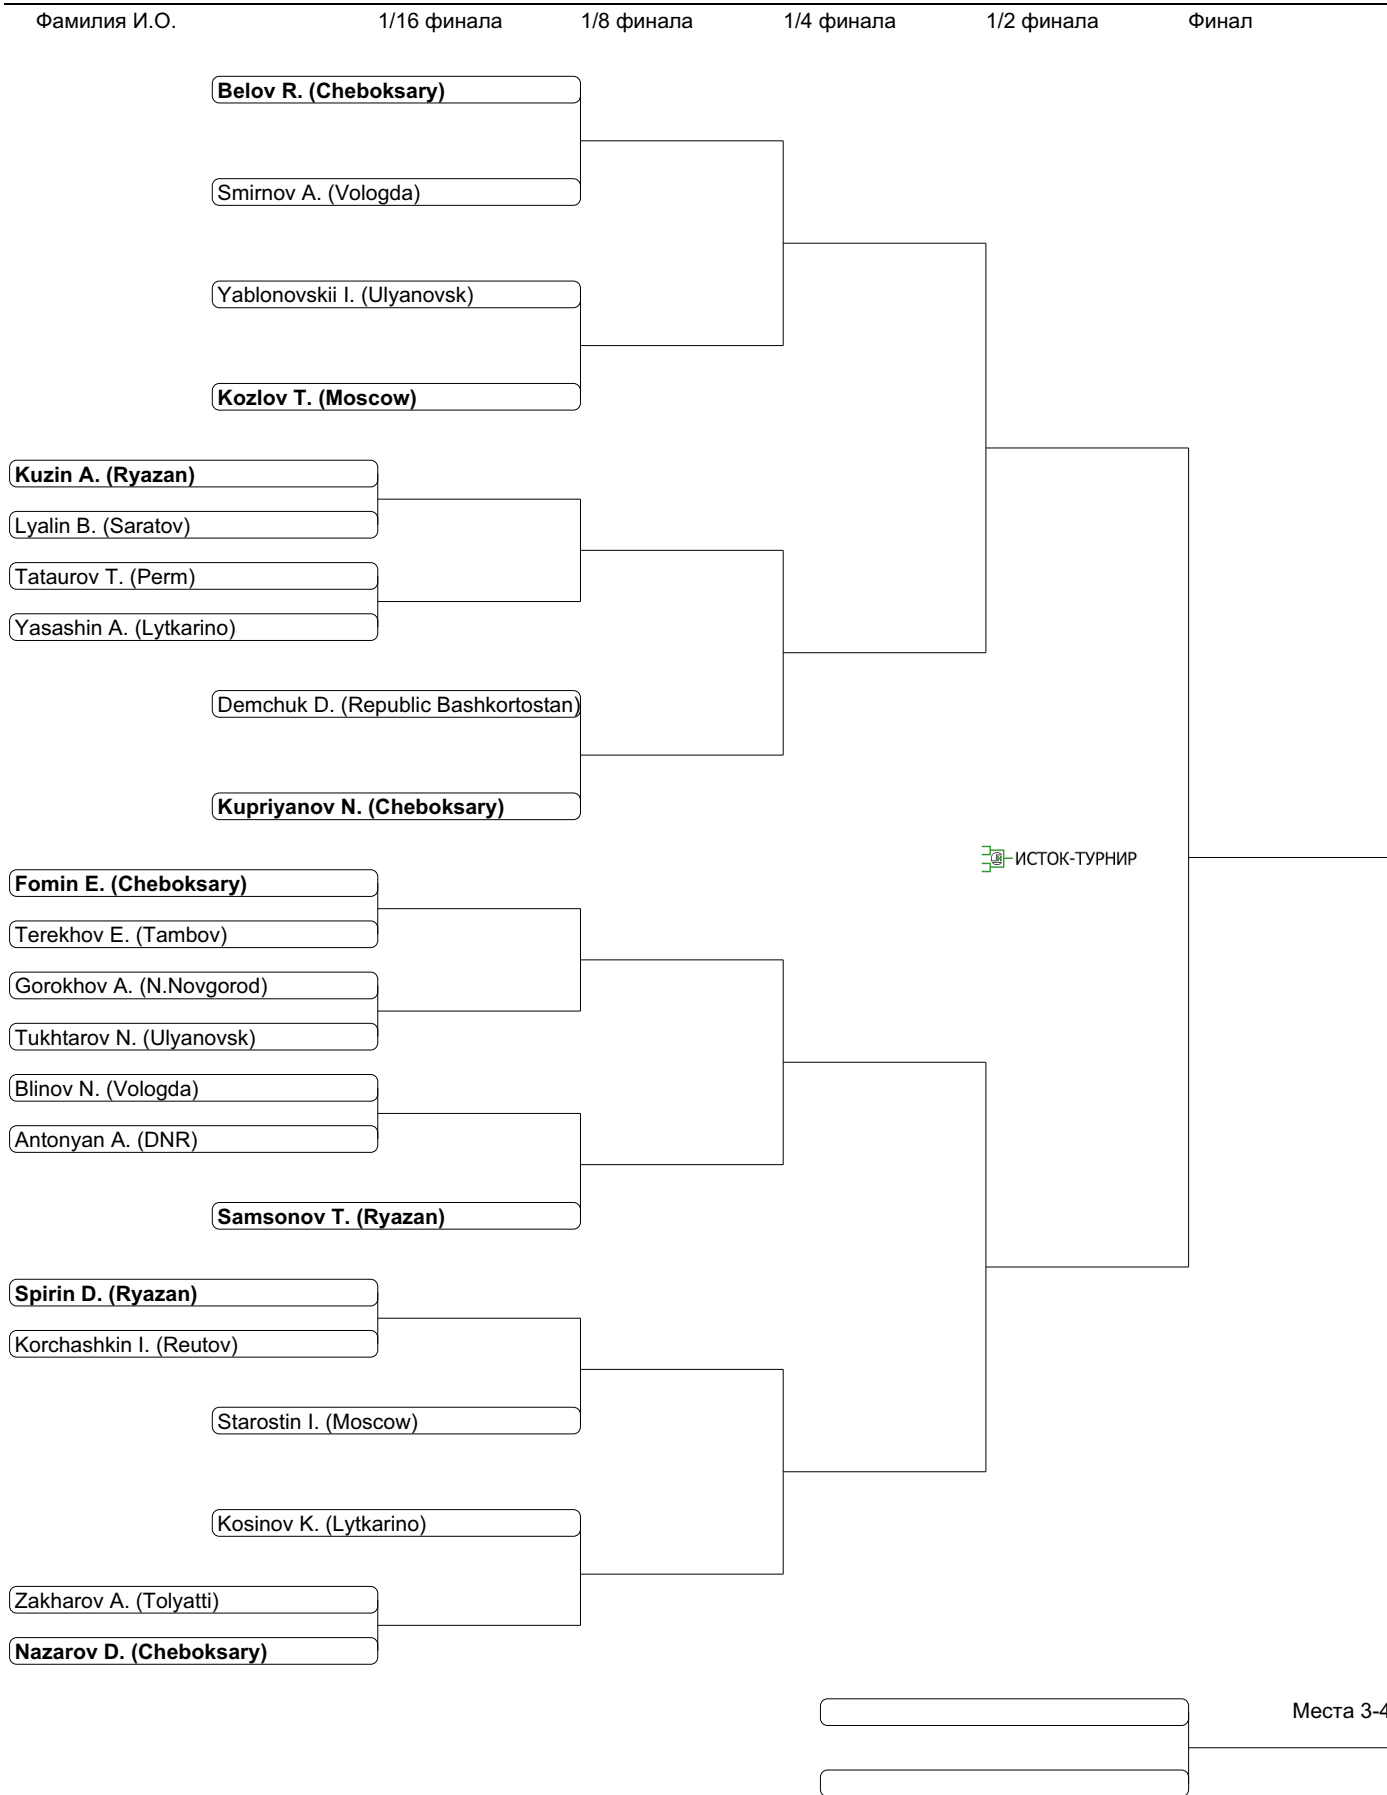 Фамилия И.О. 1/16 финала 1/8 финала 1/4 финала 1/2 финала Финал
Belov R. (Cheboksary)
Smirnov A. (Vologda)
Yablonovskii I. (Ulyanovsk)
Kozlov T. (Moscow)
Kuzin A. (Ryazan)
Lyalin B. (Saratov)
Tataurov T. (Perm)
Yasashin A. (Lytkarino)
Demchuk D. (Republic Bashkortostan)
Kupriyanov N. (Cheboksary)
ИСТОК-ТУРНИР
Fomin E. (Cheboksary)
Terekhov E. (Tambov)
Gorokhov A. (N.Novgorod)
Tukhtarov N. (Ulyanovsk)
Blinov N. (Vologda)
Antonyan A. (DNR)
Samsonov T. (Ryazan)
Spirin D. (Ryazan)
Korchashkin I. (Reutov)
Starostin I. (Moscow)
Kosinov K. (Lytkarino)
Zakharov A. (Tolyatti)
Nazarov D. (Cheboksary)
Места 3-4